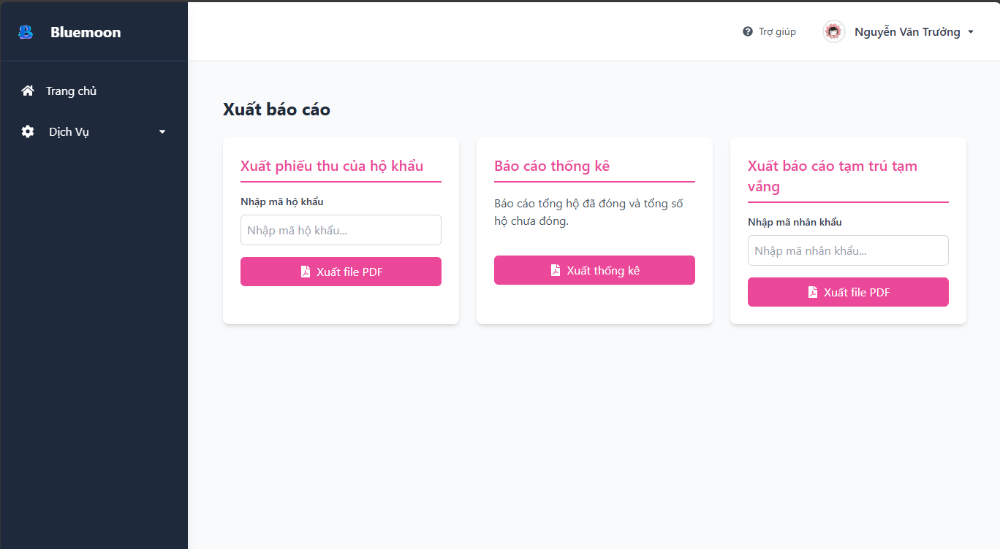 Bluemoon
Trợ giúp
Nguyễn Văn Trưởng
Trang chủ
Dịch Vụ
Xuất báo cáo
Xuất phiếu thu của hộ khẩu
Nhập mã hộ khẩu
Nhập mã hộ khẩu...
Xuất file PDF
Báo cáo thống kê
Báo cáo tổng hộ đã đóng và tổng số
hộ chưa đóng.
Xuất thống kê
Xuất báo cáo tạm trú tạm
vắng
Nhập mã nhân khẩu
Nhập mã nhân khẩu...
Xuất file PDF